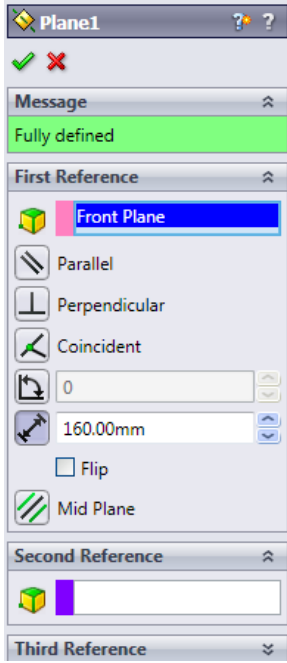 Plane1 ? ?
Message
Fully defined
First Reference
Front Plane
Parallel
Perpendicular
Coincident
0
160.00mm
Flip
Mid Plane
Second Reference
Third Reference